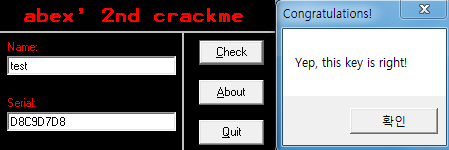 abex' 2nd crackme
Name:
test
Serial:
D8C9D7D8
Check
About
Quit
Congratulations!
Yep, this key is right!
확인